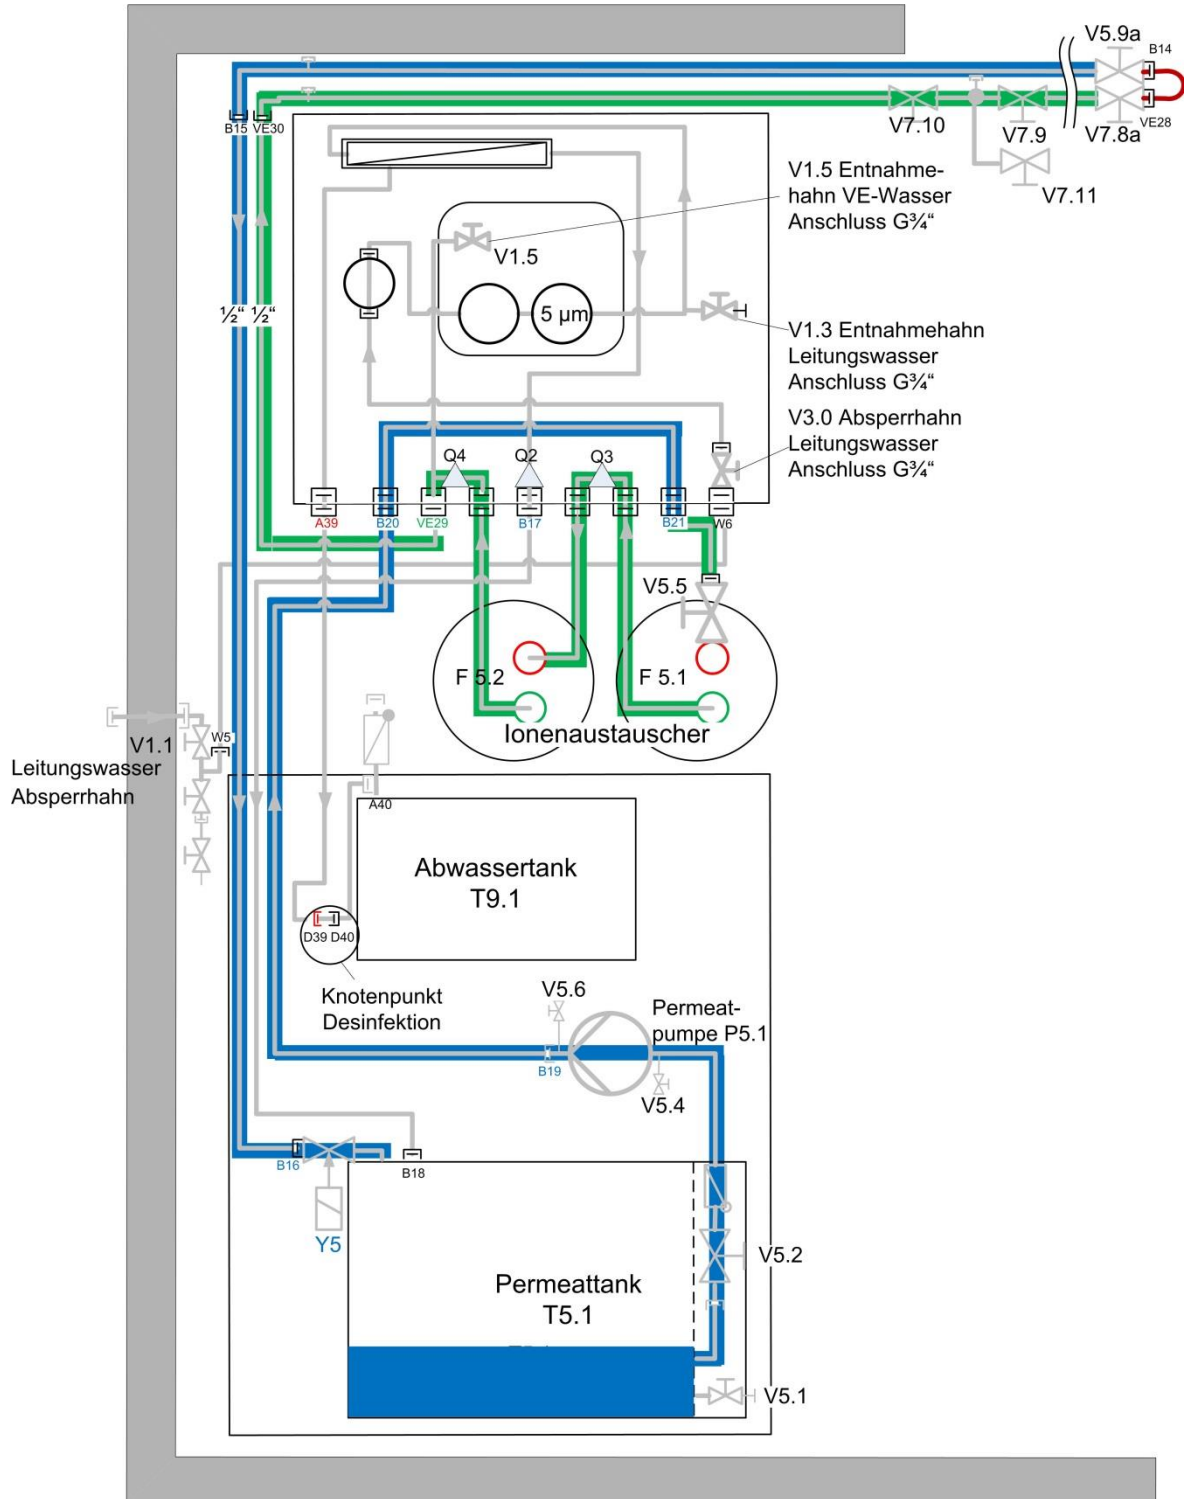 V5.9a
B14
B15
VE30
V7.10
V7.9
V7.8a
VE28
V7.11
V1.5 Entnahme-
hahn VE-Wasser
Anschluss G¾“
V1.5
½“
½“
5 µm
V1.3 Entnahmehahn
Leitungswasser
Anschluss G¾“
V3.0 Absperrhahn
Leitungswasser
Anschluss G¾“
Q4
Q2
Q3
A39
B20
VE29
B17
B21
W6
V5.5
F 5.2
F 5.1
Ionenaustauscher
V1.1
W5
Leitungswasser
Absperrhahn
A40
Abwassertank
T9.1
D39
D40
Knotenpunkt
Desinfektion
V5.6
Permeat-
pumpe P5.1
B19
V5.4
B16
B18
Y5
V5.2
Permeattank
T5.1
V5.1